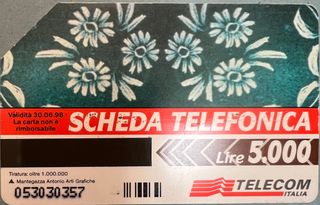 Validità 30.06.98
La carta non è
rimborsabile
SCHEDA TELEFONICA
Lire 5.000
Tiratura: oltre 1.000.000
Mantegazza Antonio Arti Grafiche
053030357
TELECOM
ITALIA